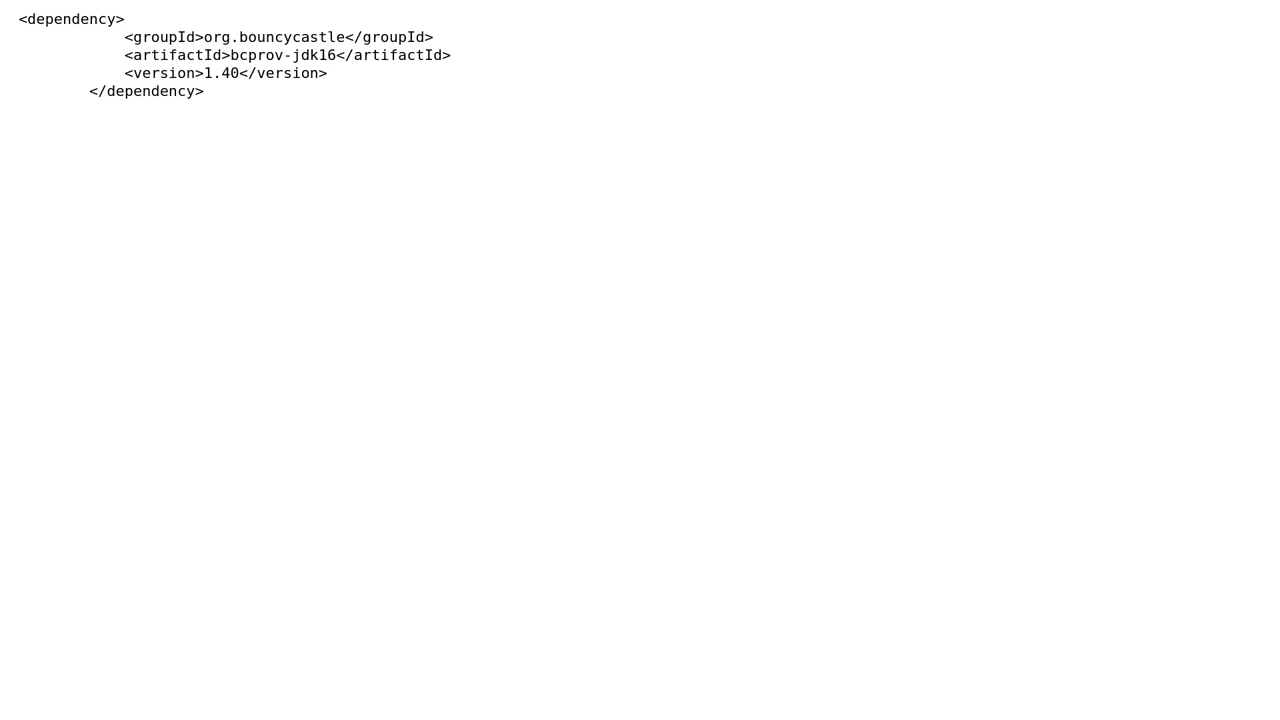 <dependency>
            <groupId>org.bouncycastle</groupId>
            <artifactId>bcprov-jdk16</artifactId>
            <version>1.40</version>
        </dependency>